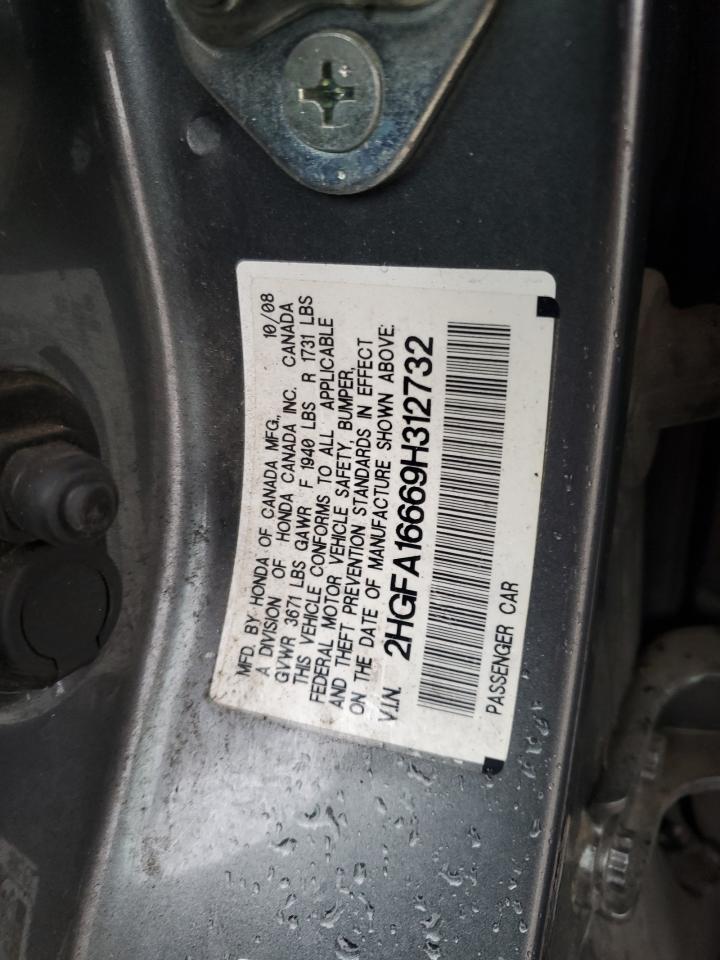 MFD. BY HONDA OF CANADA MFG., 10/08
A DIVISION OF HONDA CANADA INC. CANADA
GVWR 3671 LBS GAWR F 1940 LBS R 1731 LBS
THIS VEHICLE CONFORMS TO ALL APPLICABLE
FEDERAL MOTOR VEHICLE SAFETY, BUMPER,
AND THEFT PREVENTION STANDARDS IN EFFECT
ON THE DATE OF MANUFACTURE SHOWN ABOVE.
V.I.N. 2HGFA16669H312732
PASSENGER CAR